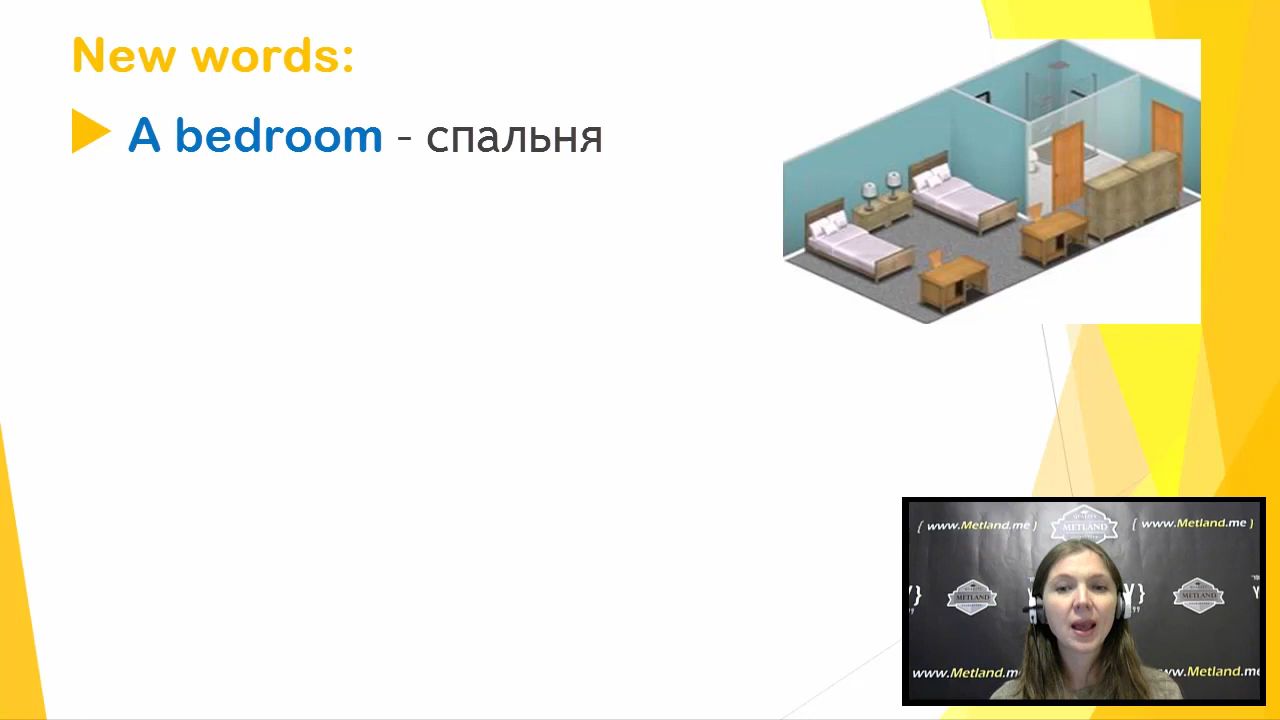 New words:
A bedroom - спальня
{ www.Metland.me }
{ www.Metland.me }
QUALITY
METLAND
METLAND
METLAND
Y}
Y}
www.Metland.me
www.Metland.me